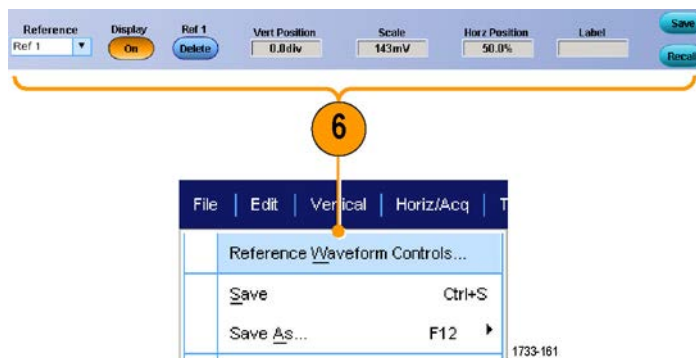 Reference Display Ref 1 Vert Position Scale Horz Position Label Save
Ref 1 On Delete 0.0div 143mV 50.0% Recall
6
File | Edit | Vertical | Horiz/Acq | T
Reference Waveform Controls...
Save Ctrl+S
Save As... F12
1733-161